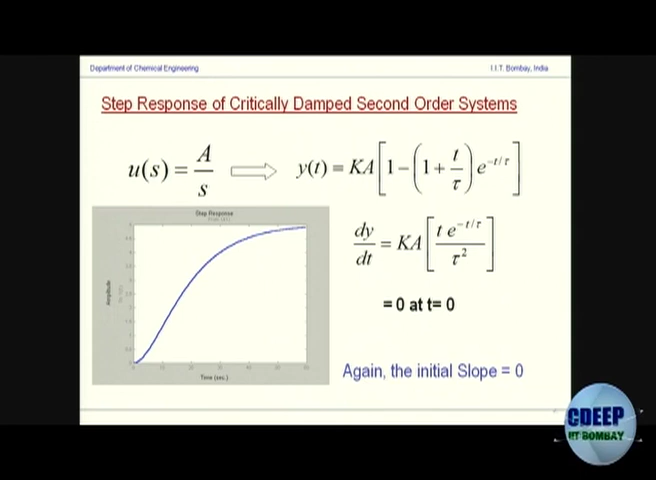 Department of Chemical Engineering
I.I.T. Bombay, India
Step Response of Critically Damped Second Order Systems
u(s) = A/s ⇨ y(t) = KA[1 − (1 + t/τ) e^{−t/τ}]
Step Response
Amplitude
Time (sec.)
dy/dt = KA[t e^{−t/τ} / τ²]
= 0 at t= 0
Again, the initial Slope = 0
CDEEP
IIT BOMBAY